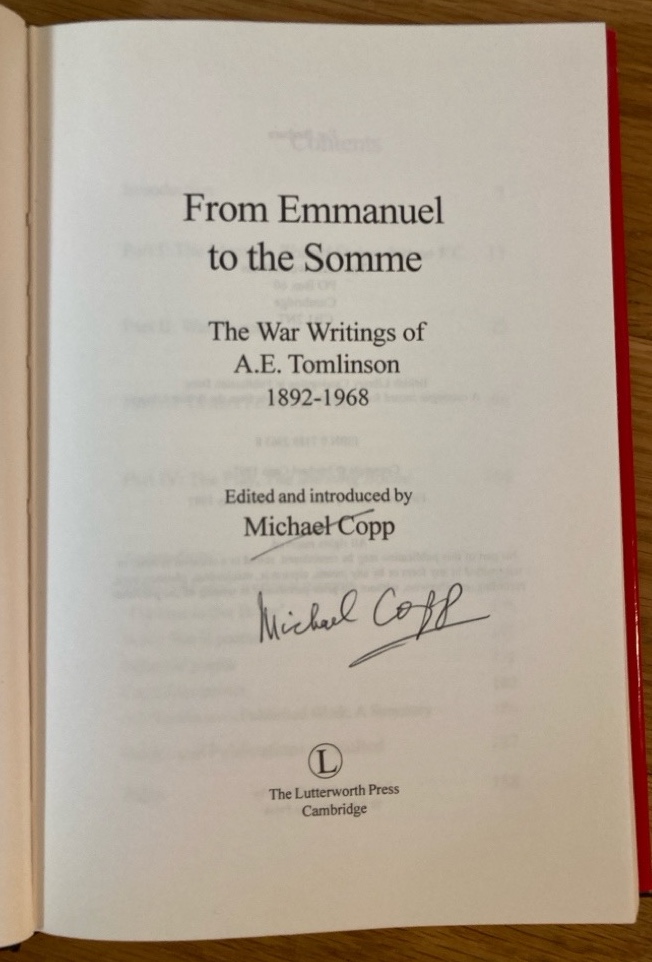 From Emmanuel
to the Somme
The War Writings of
A.E. Tomlinson
1892-1968
Edited and introduced by
Michael Copp
Michael Copp
L
The Lutterworth Press
Cambridge